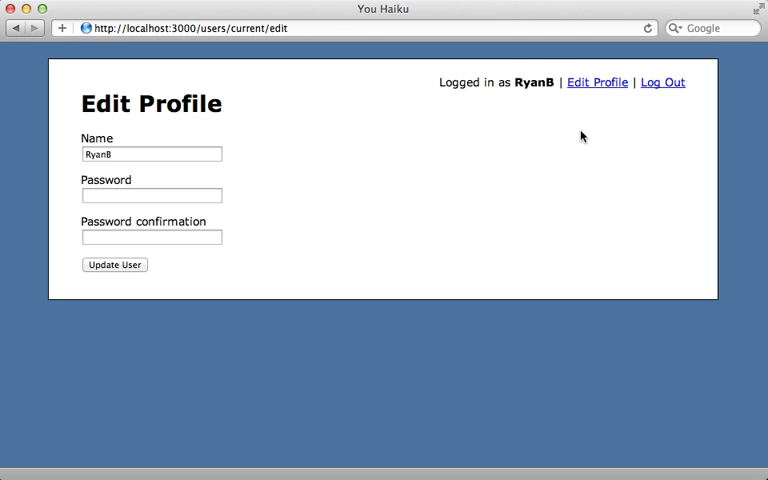 You Haiku
http://localhost:3000/users/current/edit
Google
Logged in as RyanB | Edit Profile | Log Out
Edit Profile
Name
RyanB
Password
Password confirmation
Update User